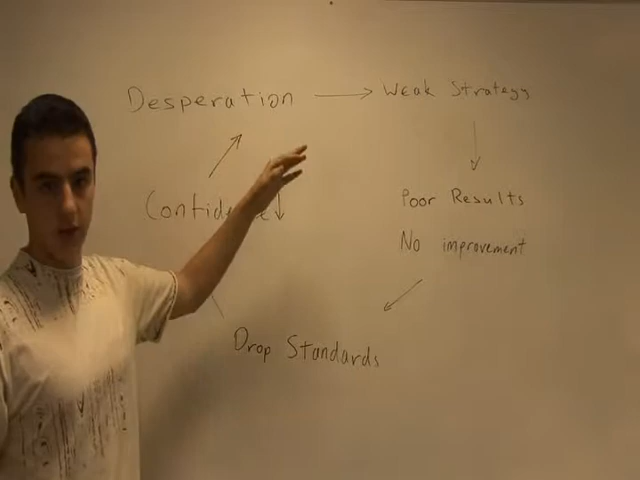 Desperation → Weak Strategy
↓
Poor Results
No improvement
Drop Standards
↓